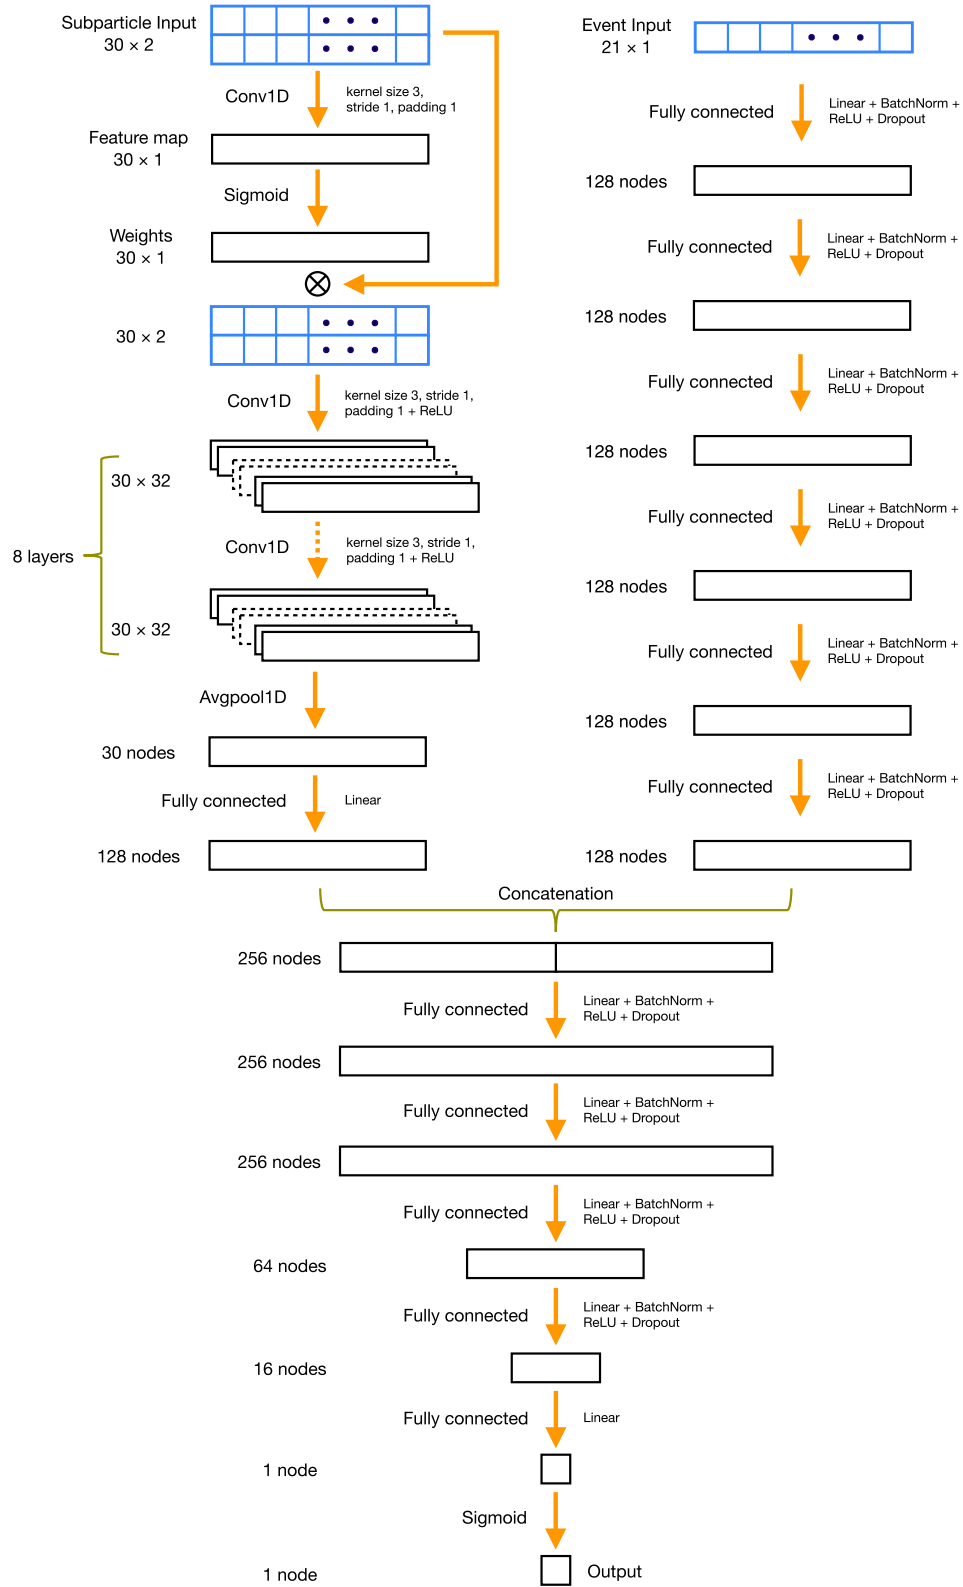 Subparticle Input
30 × 2
Conv1D
kernel size 3,
stride 1, padding 1
Feature map
30 × 1
Sigmoid
Weights
30 × 1
30 × 2
Conv1D
kernel size 3, stride 1,
padding 1 + ReLU
30 × 32
8 layers
Conv1D
kernel size 3, stride 1,
padding 1 + ReLU
30 × 32
Avgpool1D
30 nodes
Fully connected
Linear
128 nodes
Event Input
21 × 1
Fully connected
Linear + BatchNorm +
ReLU + Dropout
128 nodes
Fully connected
Linear + BatchNorm +
ReLU + Dropout
128 nodes
Fully connected
Linear + BatchNorm +
ReLU + Dropout
128 nodes
Fully connected
Linear + BatchNorm +
ReLU + Dropout
128 nodes
Fully connected
Linear + BatchNorm +
ReLU + Dropout
128 nodes
Fully connected
Linear + BatchNorm +
ReLU + Dropout
128 nodes
Concatenation
256 nodes
Fully connected
Linear + BatchNorm +
ReLU + Dropout
256 nodes
Fully connected
Linear + BatchNorm +
ReLU + Dropout
256 nodes
Fully connected
Linear + BatchNorm +
ReLU + Dropout
64 nodes
Fully connected
Linear + BatchNorm +
ReLU + Dropout
16 nodes
Fully connected
Linear
1 node
Sigmoid
1 node
Output